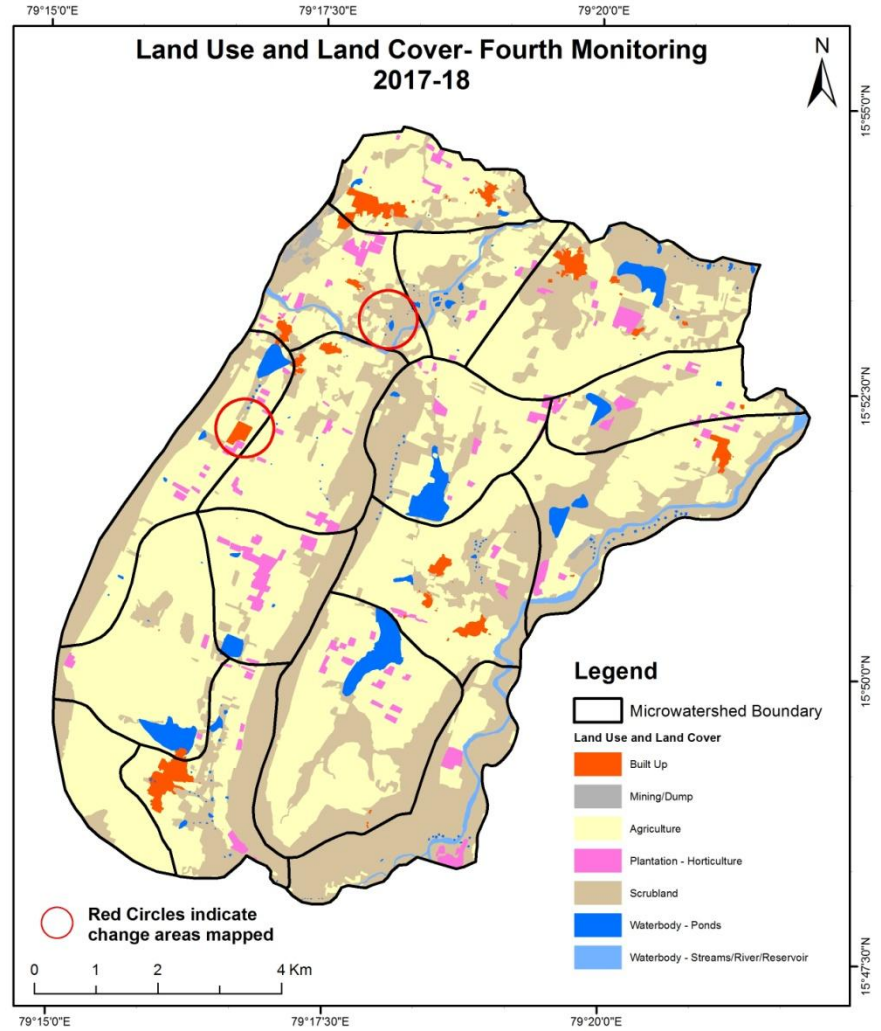 79°15'0"E 79°17'30"E 79°20'0"E
Land Use and Land Cover- Fourth Monitoring
2017-18
N
15°55'0"N
15°52'30"N
15°50'0"N
15°47'30"N
Legend
Microwatershed Boundary
Land Use and Land Cover
Built Up
Mining/Dump
Agriculture
Plantation - Horticulture
Scrubland
Waterbody - Ponds
Waterbody - Streams/River/Reservoir
Red Circles indicate
change areas mapped
0 1 2 4 Km
79°15'0"E 79°17'30"E 79°20'0"E